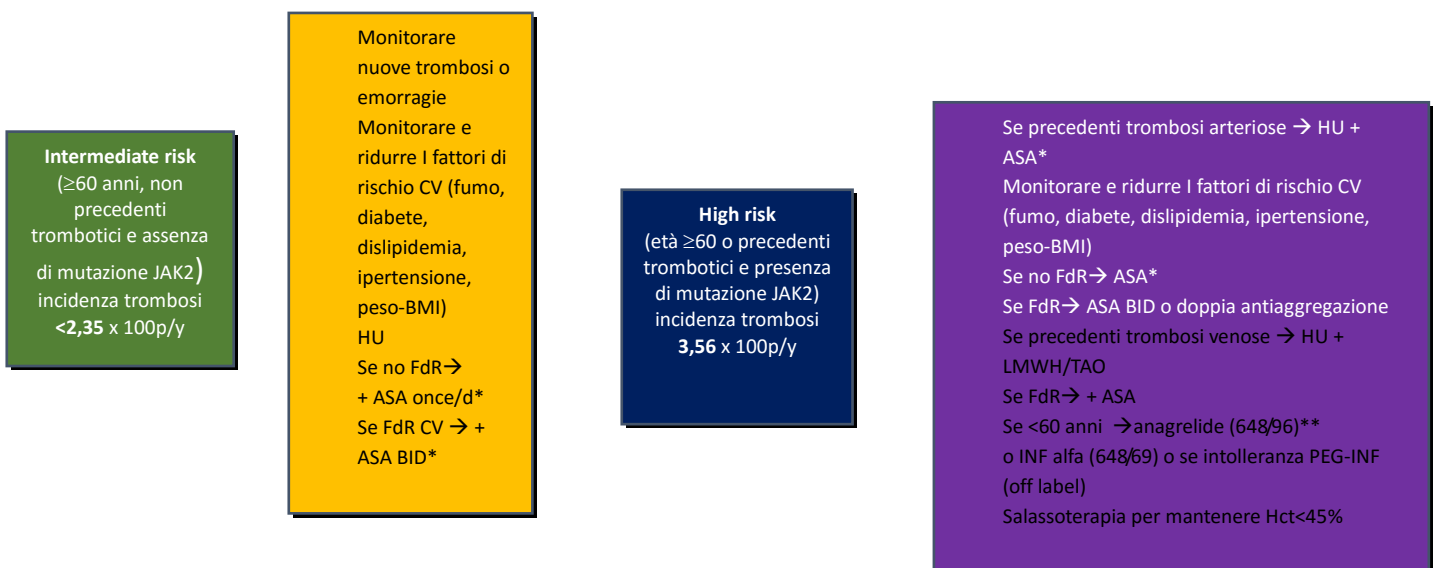 Intermediate risk
(≥60 anni, non
precedenti
trombotici e assenza
di mutazione JAK2)
incidenza trombosi
<2,35 x 100p/y
Monitorare
nuove trombosi o
emorragie
Monitorare e
ridurre I fattori di
rischio CV (fumo,
diabete,
dislipidemia,
ipertensione,
peso-BMI)
HU
Se no FdR→
+ ASA once/d*
Se FdR CV → +
ASA BID*
High risk
(età ≥60 o precedenti
trombotici e presenza
di mutazione JAK2)
incidenza trombosi
3,56 x 100p/y
Se precedenti trombosi arteriose → HU +
ASA*
Monitorare e ridurre I fattori di rischio CV
(fumo, diabete, dislipidemia, ipertensione,
peso-BMI)
Se no FdR→ ASA*
Se FdR→ ASA BID o doppia antiaggregazione
Se precedenti trombosi venose → HU +
LMWH/TAO
Se FdR→ + ASA
Se <60 anni →anagrelide (648/96)**
o INF alfa (648/69) o se intolleranza PEG-INF
(off label)
Salassoterapia per mantenere Hct<45%